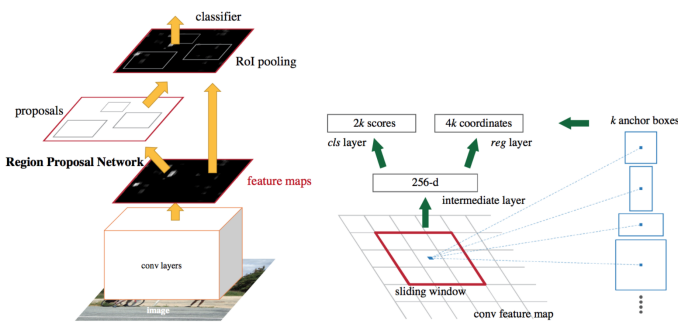 classifier
RoI pooling
proposals
Region Proposal Network
feature maps
conv layers
image
2k scores
4k coordinates
k anchor boxes
cls layer
reg layer
256-d
intermediate layer
sliding window
conv feature map